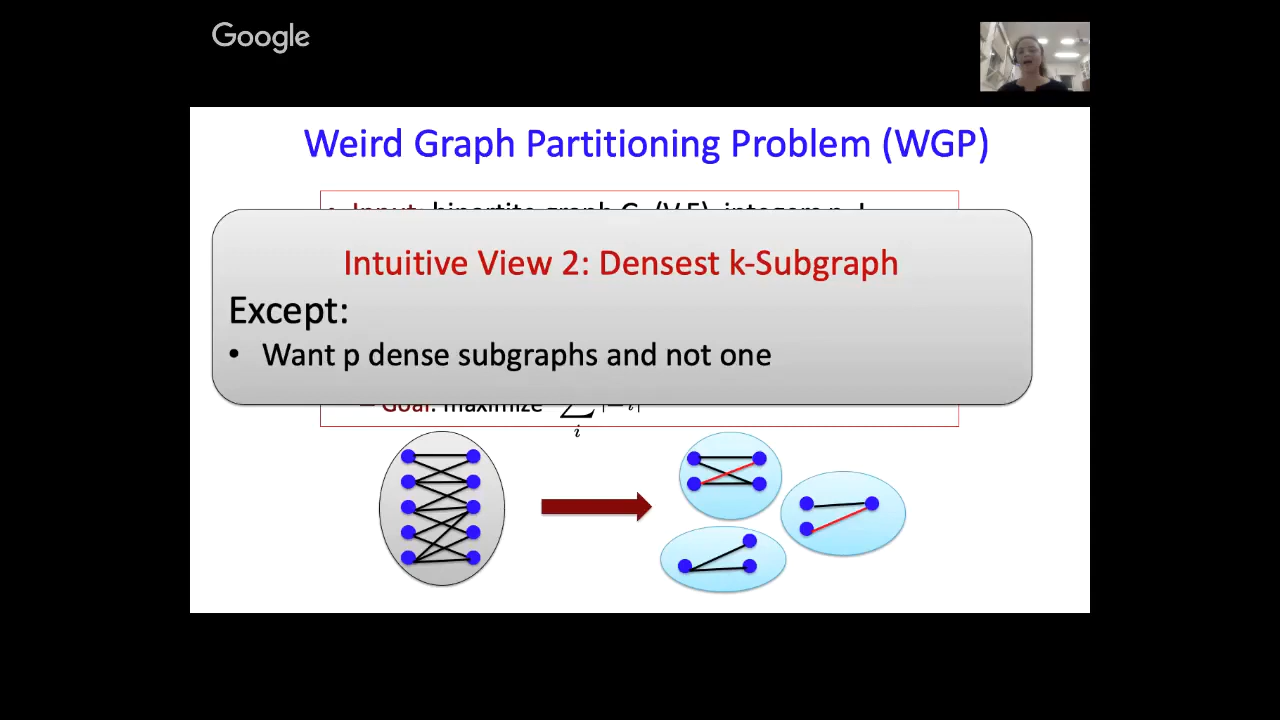 Google
Weird Graph Partitioning Problem (WGP)
Intuitive View 2: Densest k-Subgraph
Except:
• Want p dense subgraphs and not one
i